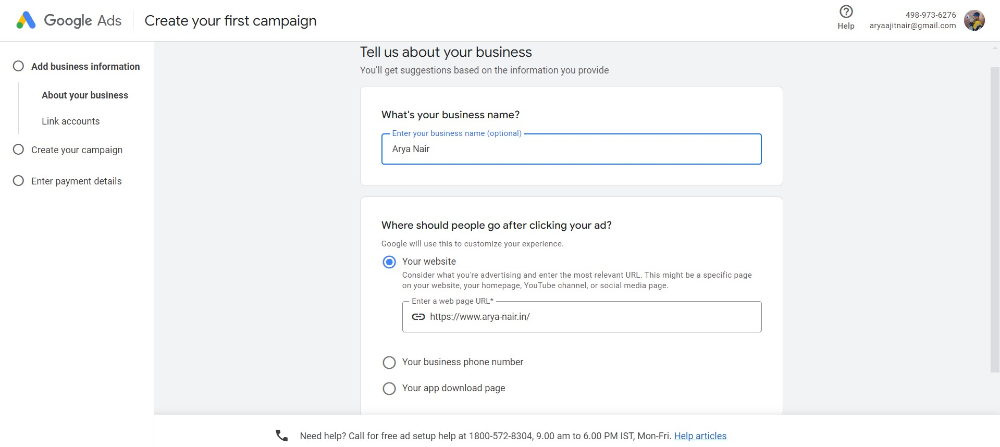 Google Ads
Create your first campaign
Help
498-973-6276
aryaajitnair@gmail.com
Add business information
About your business
Link accounts
Create your campaign
Enter payment details
Tell us about your business
You'll get suggestions based on the information you provide
What's your business name?
Enter your business name (optional)
Arya Nair
Where should people go after clicking your ad?
Google will use this to customize your experience.
Your website
Consider what you're advertising and enter the most relevant URL. This might be a specific page
on your website, your homepage, YouTube channel, or social media page.
Enter a web page URL*
https://www.arya-nair.in/
Your business phone number
Your app download page
Need help? Call for free ad setup help at 1800-572-8304, 9.00 am to 6.00 PM IST, Mon-Fri. Help articles